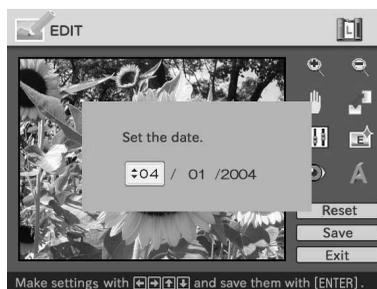 EDIT
L
Set the date.
04 / 01 /2004
E
A
Reset
Save
Exit
Make settings with ←→↑↓ and save them with [ENTER].